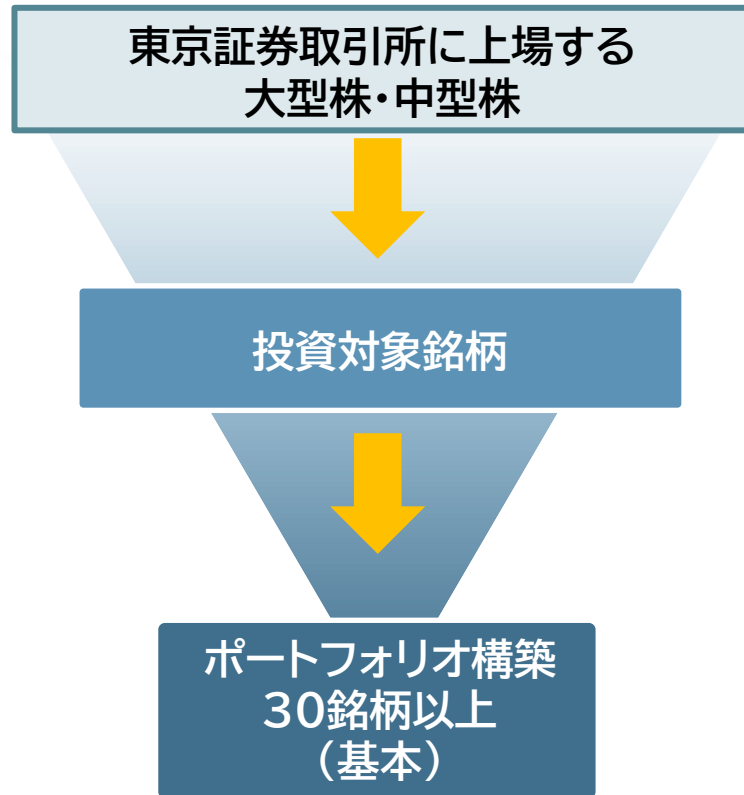 東京証券取引所に上場する
大型株・中型株
投資対象銘柄
ポートフォリオ構築
30銘柄以上
（基本）